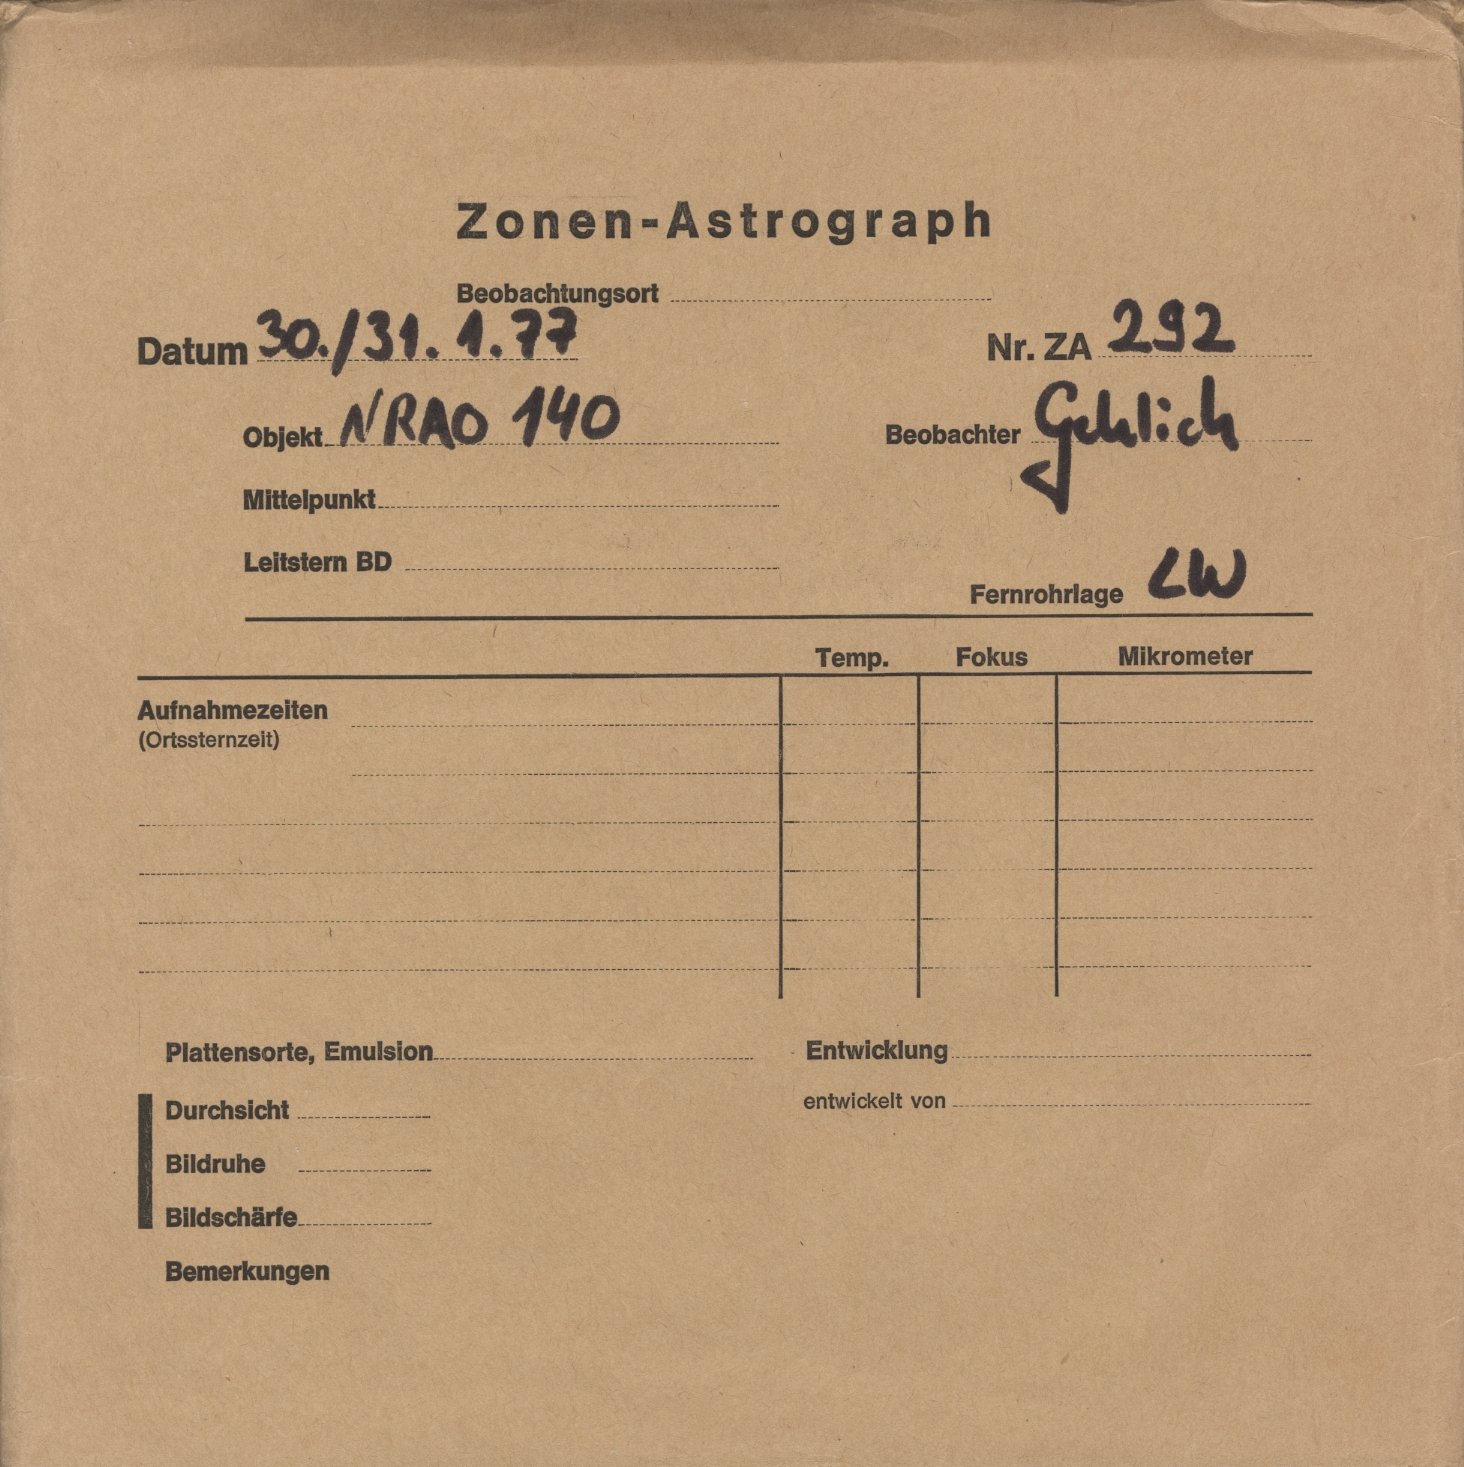 Zonen-Astrograph
Beobachtungsort
Datum 30./31. 1. 77 Nr. ZA 292
Objekt NRAO 140 Beobachter Gehlich
Mittelpunkt
Leitstern BD
Fernrohrlage LW
Temp. Fokus Mikrometer
Aufnahmezeiten
(Ortssternzeit)
Plattensorte, Emulsion Entwicklung
Durchsicht entwickelt von
Bildruhe
Bildschärfe
Bemerkungen